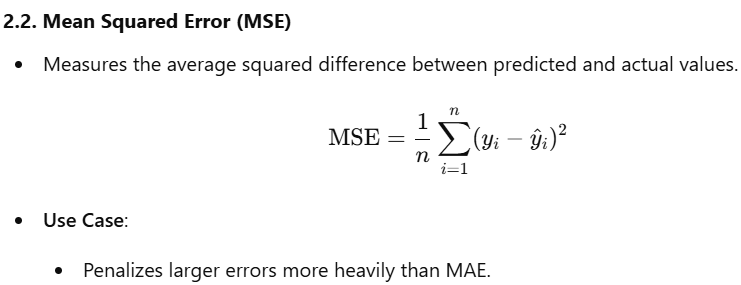 2.2. Mean Squared Error (MSE)
• Measures the average squared difference between predicted and actual values.
MSE = \frac{1}{n} \sum_{i=1}^{n} (y_i - \hat{y}_i)^2
• Use Case:
• Penalizes larger errors more heavily than MAE.